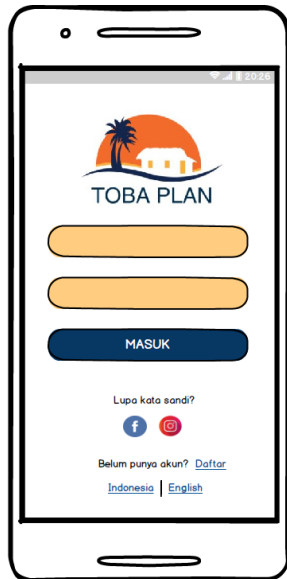 20:26
TOBA PLAN
MASUK
Lupa kata sandi?
f
Belum punya akun? Daftar
Indonesia | English